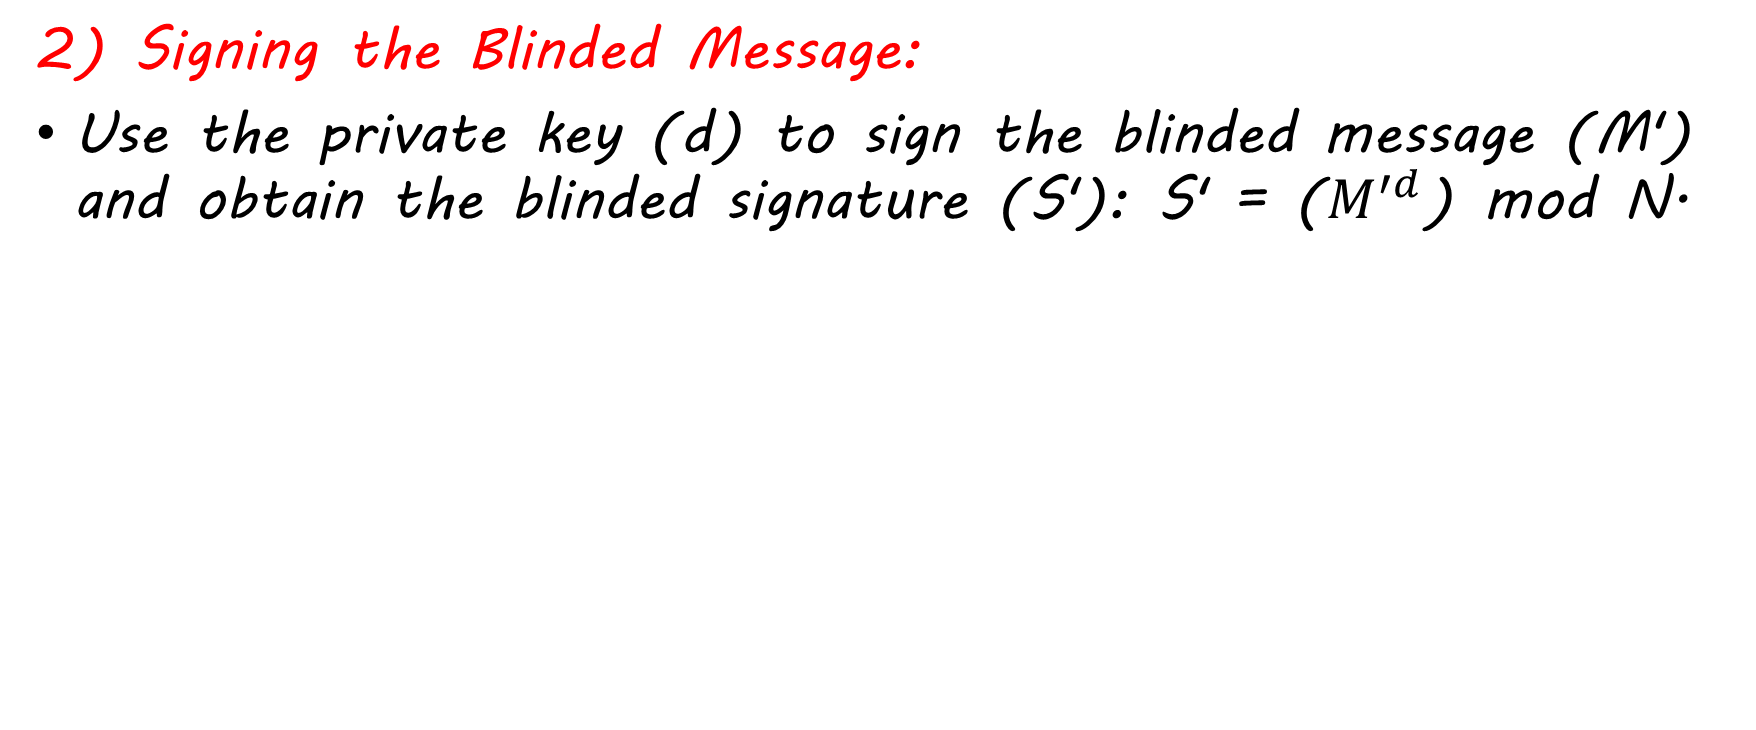 2) Signing the Blinded Message:
• Use the private key (d) to sign the blinded message (M')
and obtain the blinded signature (S'): S' = (M'^d) mod N.